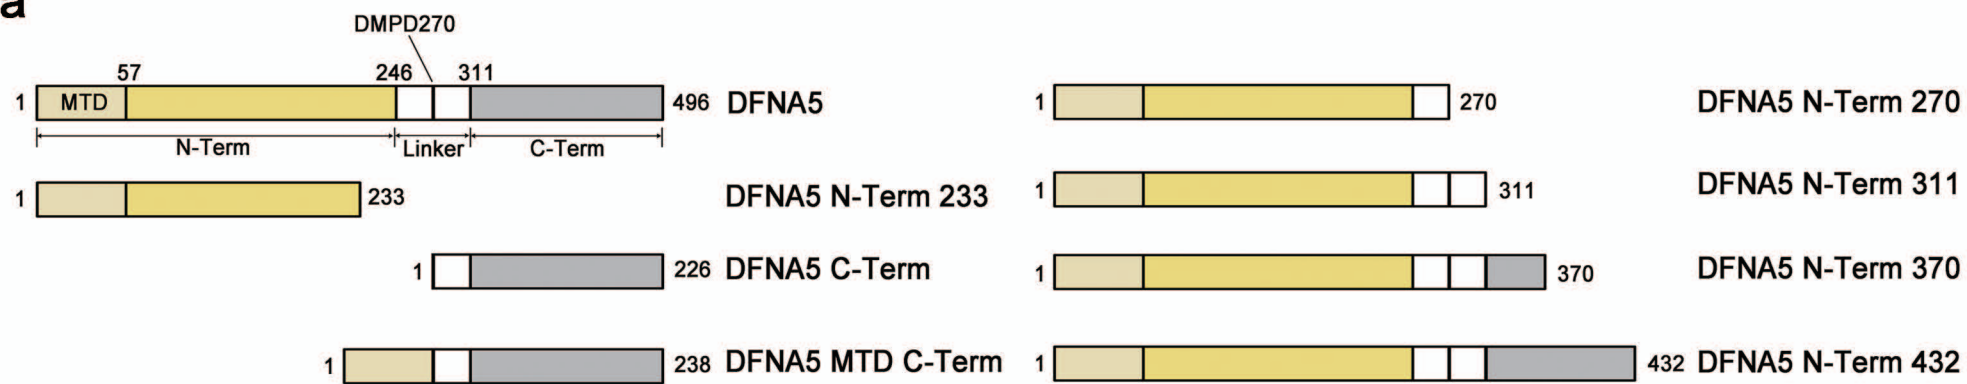 a
DMPD270
57 246 311
1 MTD 496 DFNA5
N-Term Linker C-Term
1 233 DFNA5 N-Term 233
1 226 DFNA5 C-Term
1 238 DFNA5 MTD C-Term
1 270 DFNA5 N-Term 270
1 311 DFNA5 N-Term 311
1 370 DFNA5 N-Term 370
1 432 DFNA5 N-Term 432